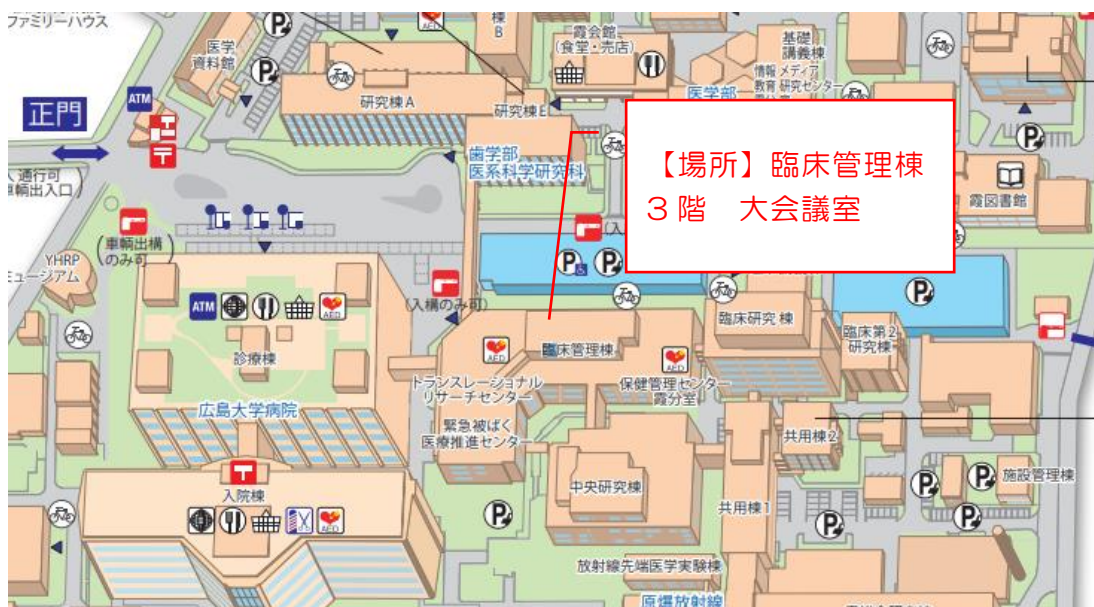 ファミリーハウス
医学
資料館
P
AED
棟
B
霞会館
(食堂・売店)
基礎
講義棟
情報 メディア
教育 研究センター
医学部
正門
ATM
研究棟A
研究棟E
歯学部
医系科学研究科
通行可
車輌出入口)
【場所】臨床管理棟
3階 大会議室
霞図書館
(車輌出構
のみ可)
YHRP
ミュージアム
(入構のみ可)
(入
P
P
P
ATM
AED
診療棟
広島大学病院
AED
臨床管理棟
トランスレーショナル
リサーチセンター
緊急被ばく
医療推進センター
AED
保健管理センター
霞分室
臨床研究棟
臨床第2
研究棟
入院棟
AED
中央研究棟
共用棟2
共用棟1
施設管理棟
P
P
P
P
P
放射線先端医学実験棟
原爆放射線